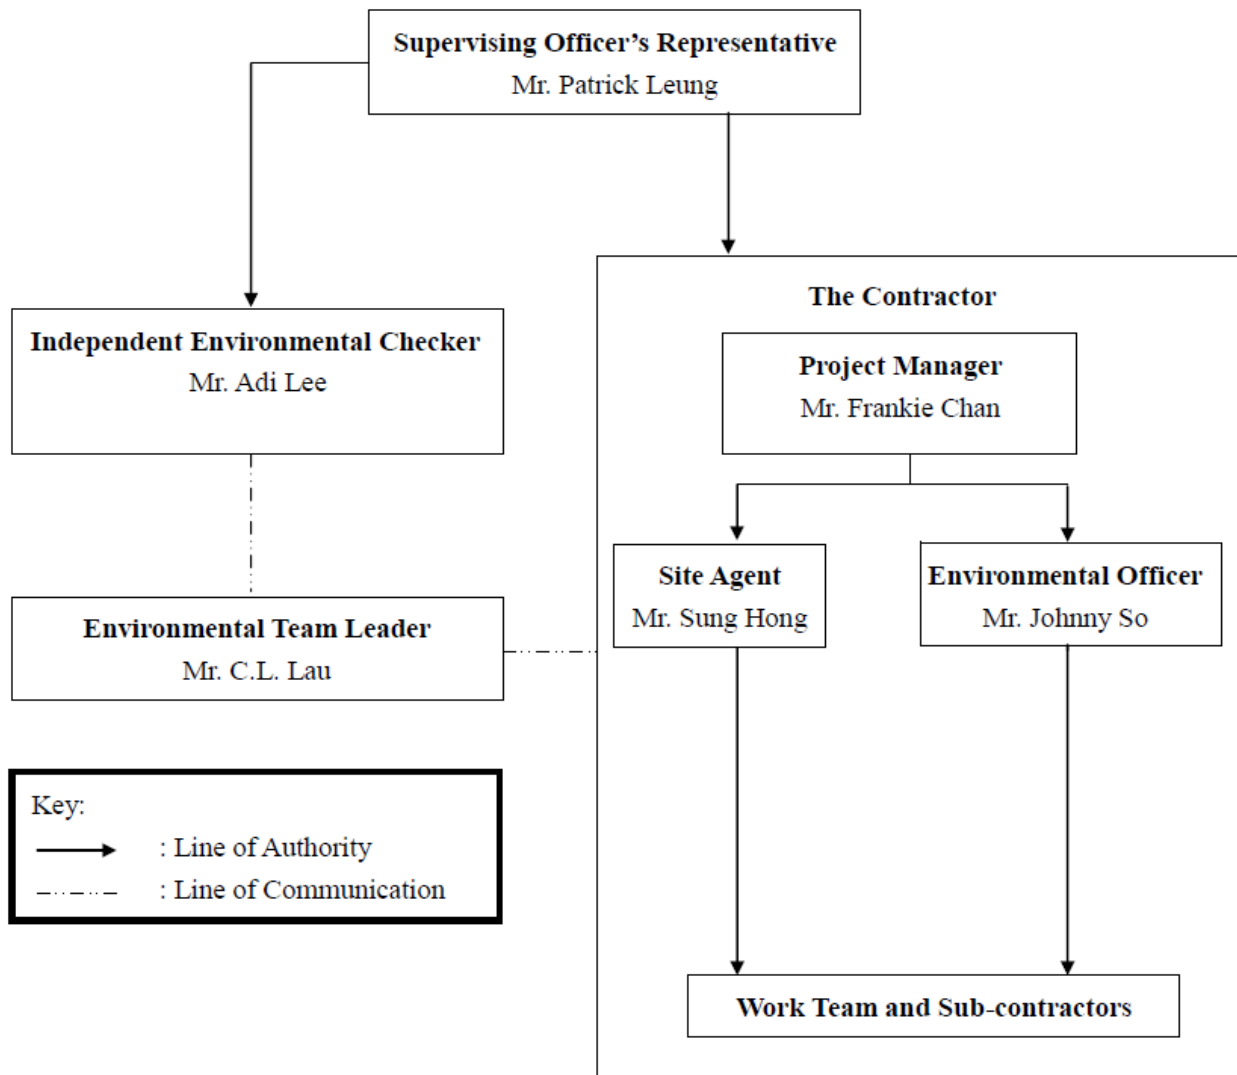 Supervising Officer’s Representative
Mr. Patrick Leung
The Contractor
Independent Environmental Checker
Mr. Adi Lee
Project Manager
Mr. Frankie Chan
Site Agent
Mr. Sung Hong
Environmental Officer
Mr. Johnny So
Environmental Team Leader
Mr. C.L. Lau
Key:
: Line of Authority
: Line of Communication
Work Team and Sub-contractors